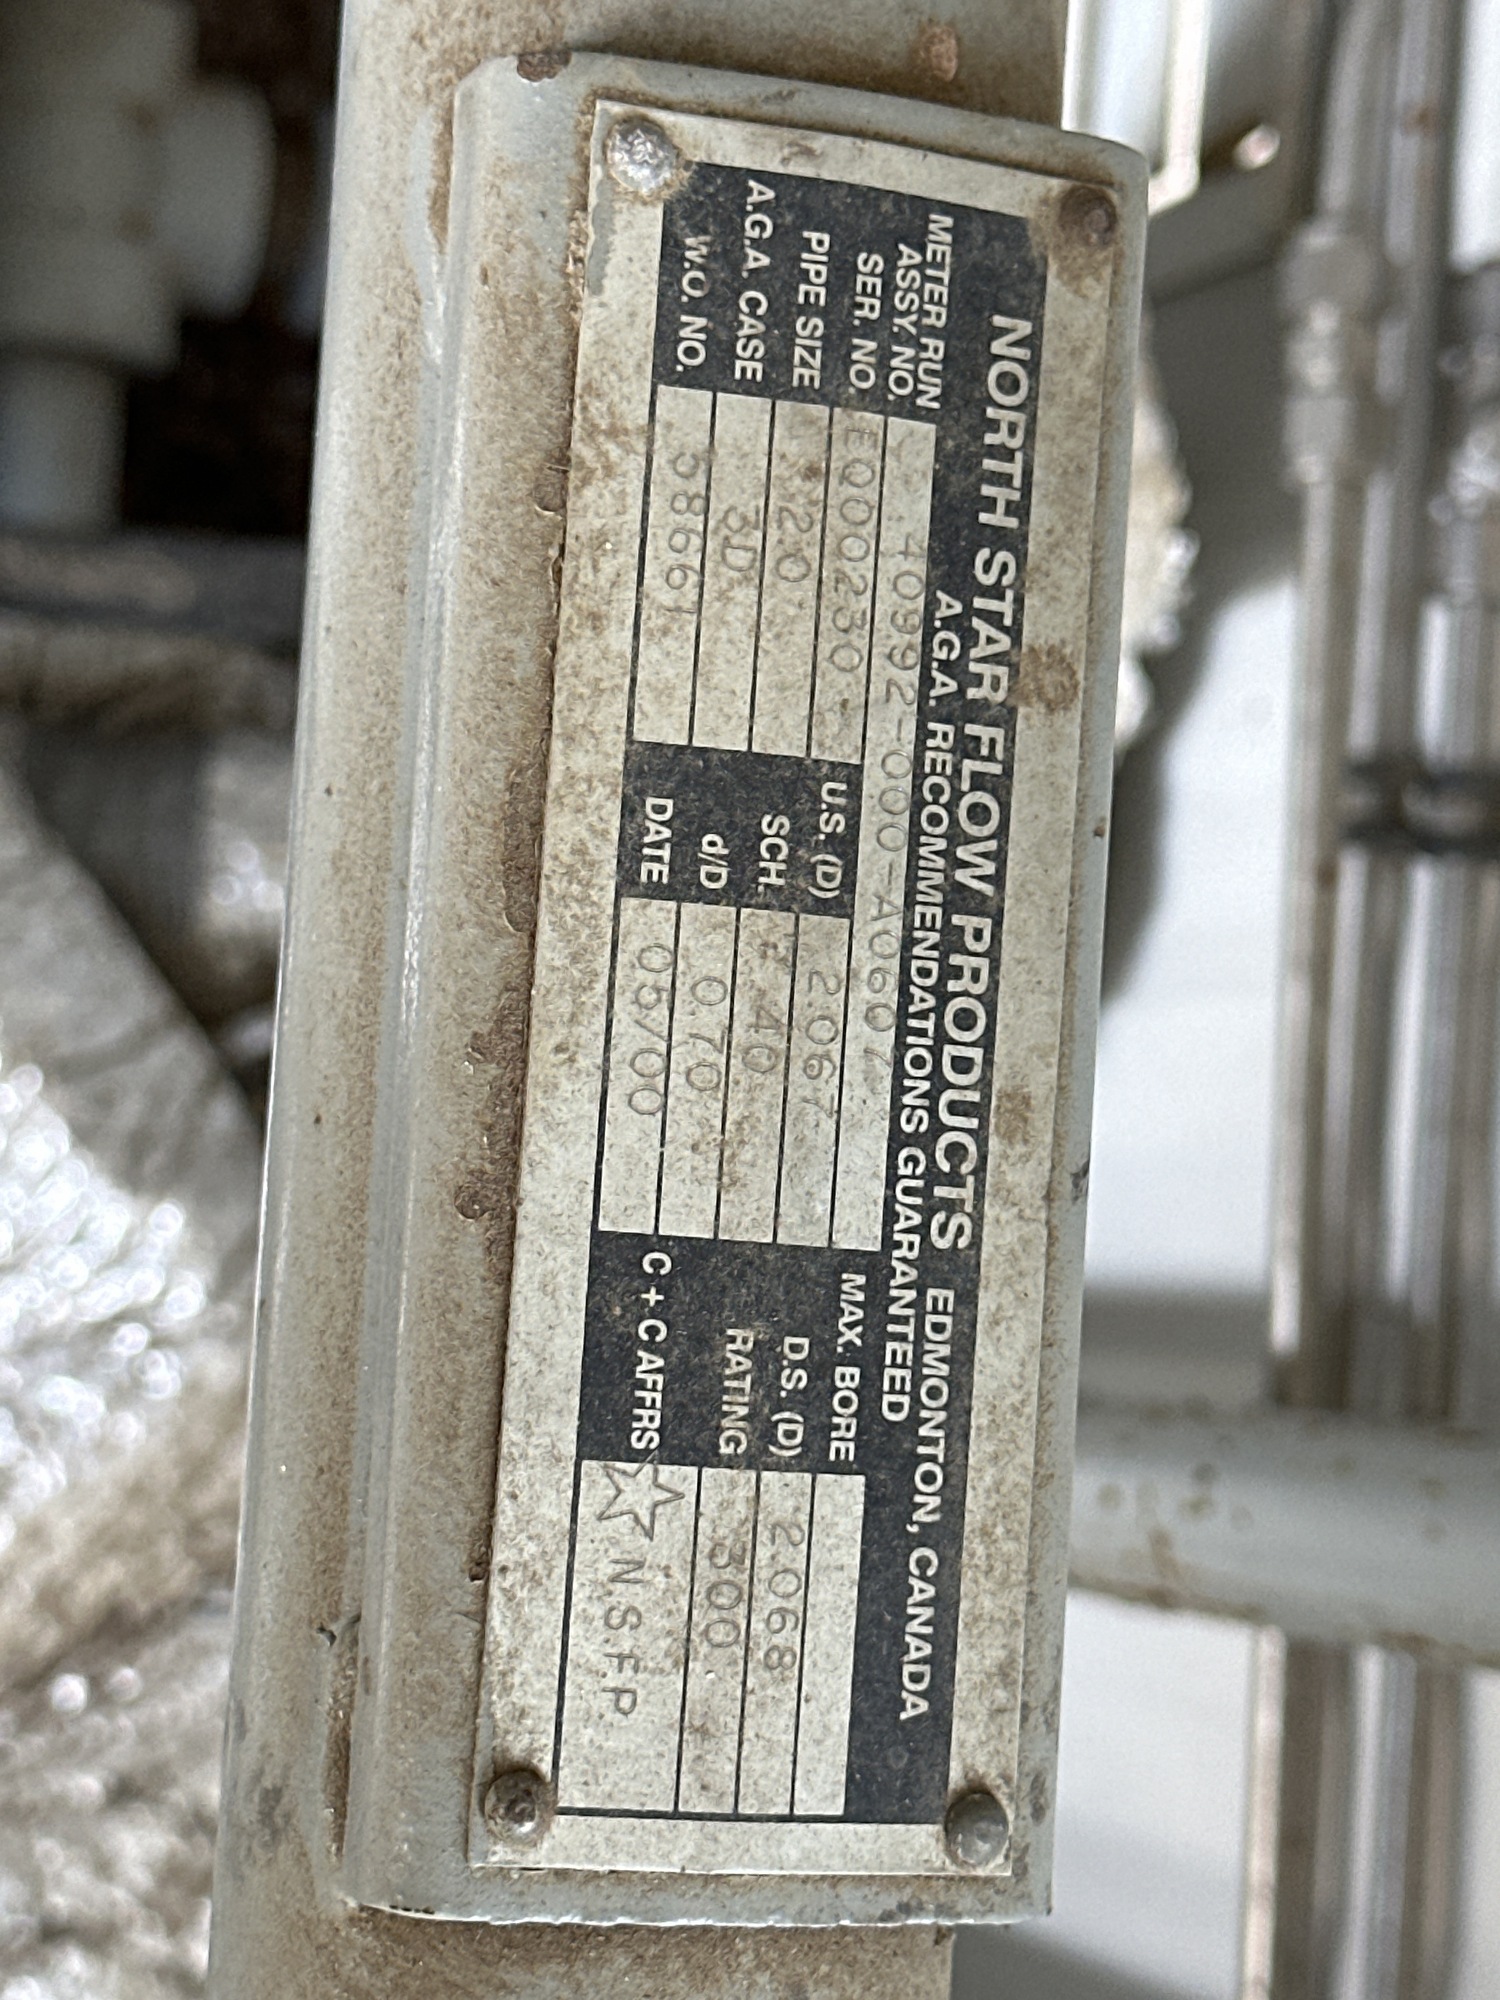 NORTH STAR FLOW PRODUCTS EDMONTON, CANADA
A.G.A. RECOMMENDATIONS GUARANTEED
METER RUN
ASSY. NO. 40992-000-A0607 MAX. BORE
SER. NO EQ000230 U.S. (D) 2.067 D.S. (D) 2.068
PIPE SIZE 2.0 SCH. 40 RATING 300
A.G.A. CASE 3D d/D 0.70 C + C AFFRS ☆ N.S.F.P.
W.O. NO. 58661 DATE 05/00